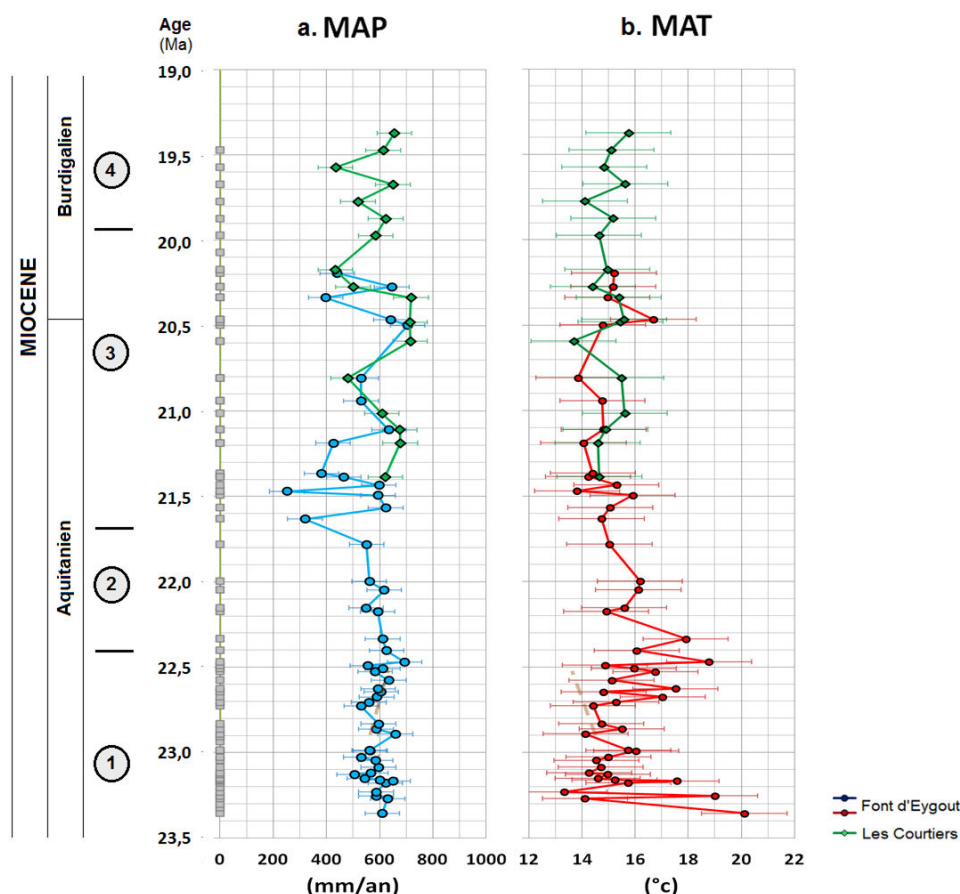 Age
(Ma)
a. MAP
b. MAT
19,0
19,5
20,0
20,5
21,0
21,5
22,0
22,5
23,0
23,5
MIOCENE
Burdigalien
Aquitanien
4
3
2
1
0 200 400 600 800 1000
(mm/an)
12 14 16 18 20 22
(°c)
Font d'Eygout
Les Courtiers